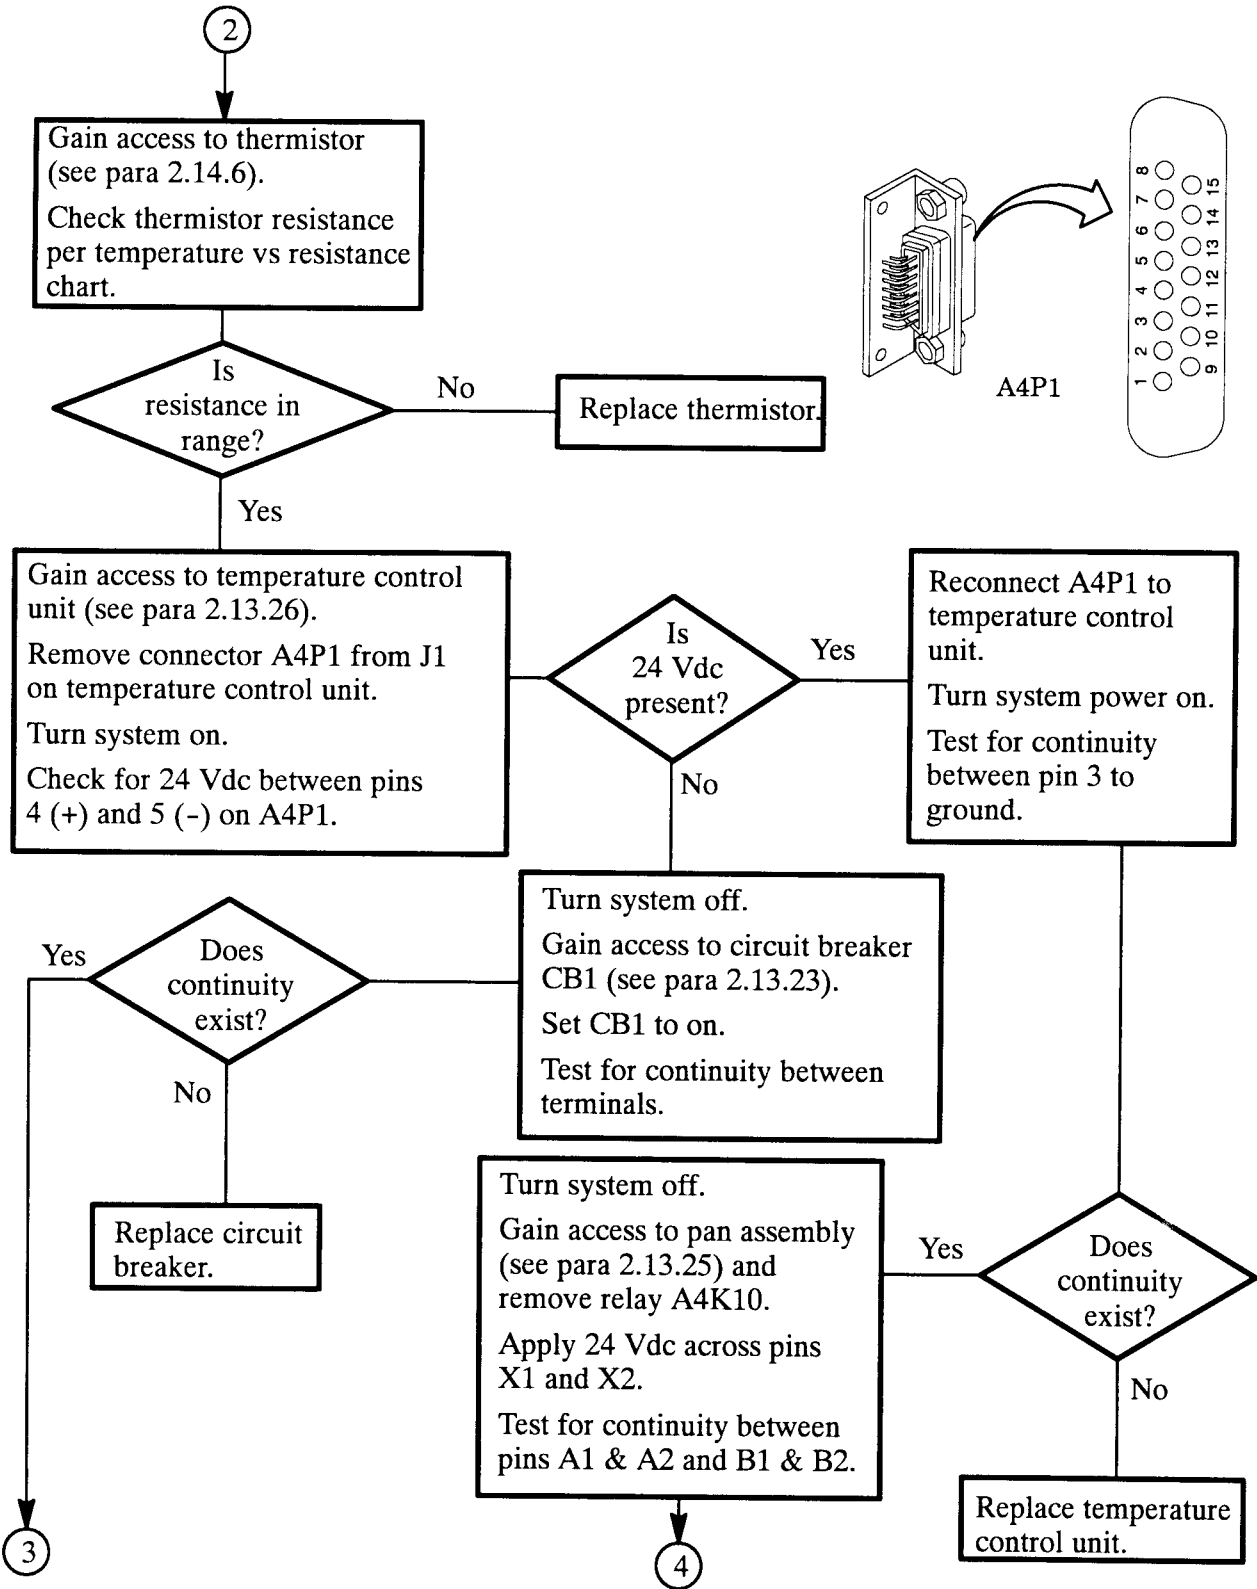 2
Gain access to thermistor
(see para 2.14.6).
Check thermistor resistance
per temperature vs resistance
chart.
8
7
6
5
4
3
2
1
15
14
13
12
11
10
9
A4P1
Is
resistance in
range?
No
Replace thermistor.
Yes
Gain access to temperature control
unit (see para 2.13.26).
Remove connector A4P1 from J1
on temperature control unit.
Turn system on.
Check for 24 Vdc between pins
4 (+) and 5 (-) on A4P1.
Is
24 Vdc
present?
Yes
No
Reconnect A4P1 to
temperature control
unit.
Turn system power on.
Test for continuity
between pin 3 to
ground.
Turn system off.
Gain access to circuit breaker
CB1 (see para 2.13.23).
Set CB1 to on.
Test for continuity between
terminals.
Does
continuity
exist?
Yes
No
Replace circuit
breaker.
3
Does
continuity
exist?
Yes
No
Turn system off.
Gain access to pan assembly
(see para 2.13.25) and
remove relay A4K10.
Apply 24 Vdc across pins
X1 and X2.
Test for continuity between
pins A1 & A2 and B1 & B2.
4
Replace temperature
control unit.